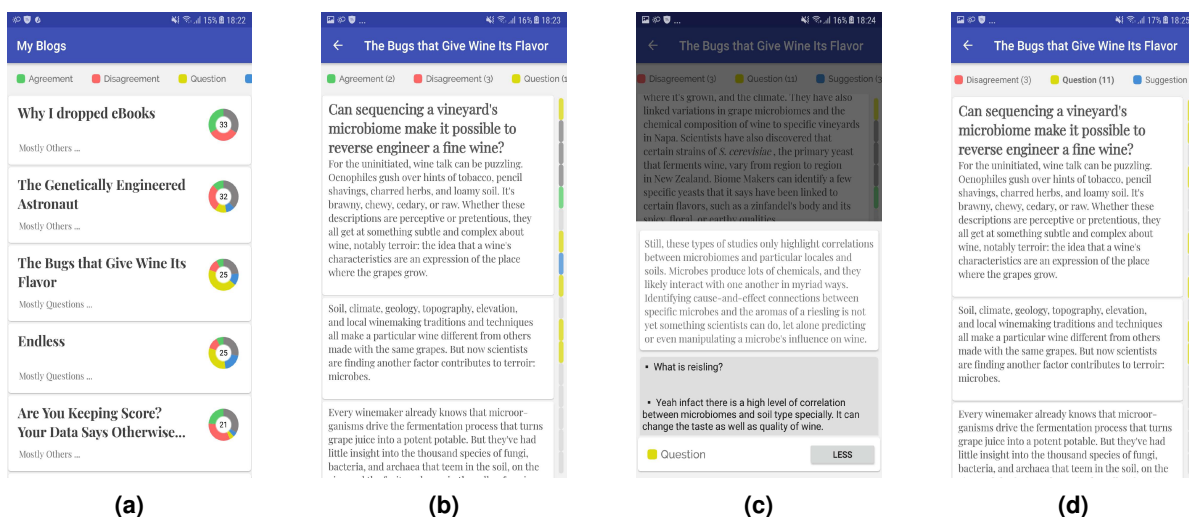 15% 18:22
My Blogs
Agreement Disagreement Question
Why I dropped eBooks
33
Mostly Others ...
The Genetically Engineered
Astronaut
32
Mostly Others ...
The Bugs that Give Wine Its
Flavor
25
Mostly Questions ...
Endless
25
Mostly Questions ...
Are You Keeping Score?
Your Data Says Otherwise...
21
Mostly Others ...
(a)
... 16% 18:23
The Bugs that Give Wine Its Flavor
Agreement (2) Disagreement (3) Question (1
Can sequencing a vineyard's
microbiome make it possible to
reverse engineer a fine wine?
For the uninitiated, wine talk can be puzzling.
Oenophiles gush over hints of tobacco, pencil
shavings, charred herbs, and loamy soil. It's
brawny, chewy, cedary, or raw. Whether these
descriptions are perceptive or pretentious, they
all get at something subtle and complex about
wine, notably terroir: the idea that a wine's
characteristics are an expression of the place
where the grapes grow.
Soil, climate, geology, topography, elevation,
and local winemaking traditions and techniques
all make a particular wine different from others
made with the same grapes. But now scientists
are finding another factor contributes to terroir:
microbes.
Every winemaker already knows that microor-
ganisms drive the fermentation process that turns
grape juice into a potent potable. But they've had
little insight into the thousand species of fungi,
bacteria, and archaea that teem in the soil, on the
(b)
... 16% 18:24
The Bugs that Give Wine Its Flavor
Disagreement (3) Question (11) Suggestion (
where it's grown, and the climate. They have also
linked variations in grape microbiomes and the
chemical composition of wine to specific vineyards
in Napa. Scientists have also discovered that
certain strains of S. cerevisiae, the primary yeast
that ferments wine, vary from region to region
in New Zealand. Biome Makers can identify a few
specific yeasts that it says have been linked to
certain flavors, such as a zinfandel's body and its
spicy, floral, or earthy qualities.
Still, these types of studies only highlight correlations
between microbiomes and particular locales and
soils. Microbes produce lots of chemicals, and they
likely interact with one another in myriad ways.
Identifying cause-and-effect connections between
specific microbes and the aromas of a riesling is not
yet something scientists can do, let alone predicting
or even manipulating a microbe's influence on wine.
▪ What is reisling?
▪ Yeah infact there is a high level of correlation
between microbiomes and soil type specially. It can
change the taste as well as quality of wine.
Question LESS
(c)
... 17% 18:25
The Bugs that Give Wine Its Flavor
Disagreement (3) Question (11) Suggestion
Can sequencing a vineyard's
microbiome make it possible to
reverse engineer a fine wine?
For the uninitiated, wine talk can be puzzling.
Oenophiles gush over hints of tobacco, pencil
shavings, charred herbs, and loamy soil. It's
brawny, chewy, cedary, or raw. Whether these
descriptions are perceptive or pretentious, they
all get at something subtle and complex about
wine, notably terroir: the idea that a wine's
characteristics are an expression of the place
where the grapes grow.
Soil, climate, geology, topography, elevation,
and local winemaking traditions and techniques
all make a particular wine different from others
made with the same grapes. But now scientists
are finding another factor contributes to terroir:
microbes.
Every winemaker already knows that microor-
ganisms drive the fermentation process that turns
grape juice into a potent potable. But they've had
little insight into the thousand species of fungi,
bacteria, and archaea that teem in the soil, on the
(d)